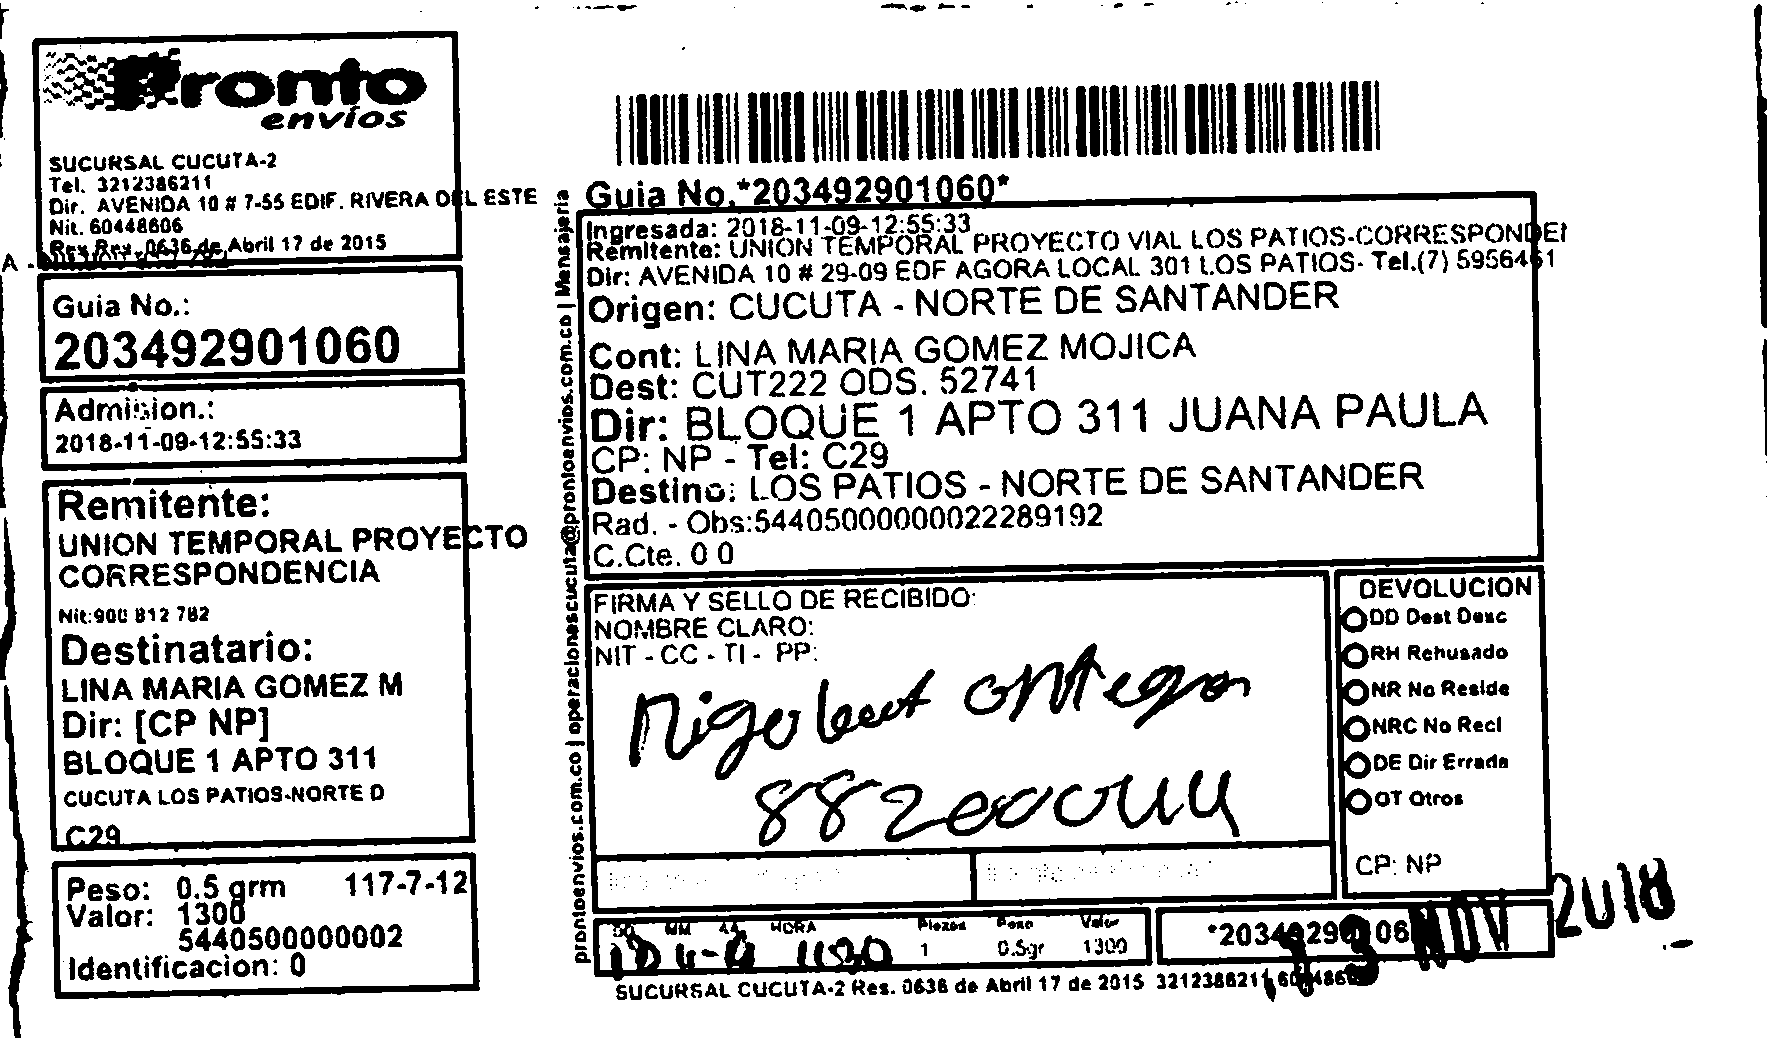 Pronto
envíos
SUCURSAL CUCUTA-2
Tel. 3212386211
Dir. AVENIDA 10 # 7-55 EDIF. RIVERA DEL ESTE
Nit. 60448606
Res Rev. 0636 de Abril 17 de 2015
Guia No.:
203492901060
Admision.:
2018-11-09-12:55:33
Remitente:
UNION TEMPORAL PROYECTO
CORRESPONDENCIA
Nit:900 812 782
Destinatario:
LINA MARIA GOMEZ M
Dir: [CP NP]
BLOQUE 1 APTO 311
CUCUTA LOS PATIOS-NORTE D
C29
Peso: 0.5 grm 117-7-12
Valor: 1300
5440500000002
Identificacion: 0
prontoenvios.com.co | operacionescucuta@prontoenvios.com.co | Mensajeria
Guia No.*203492901060*
Ingresada: 2018-11-09-12:55:33
Remitente: UNION TEMPORAL PROYECTO VIAL LOS PATIOS-CORRESPONDEI
Dir: AVENIDA 10 # 29-09 EDF AGORA LOCAL 301 LOS PATIOS- Tel.(7) 5956461
Origen: CUCUTA - NORTE DE SANTANDER
Cont: LINA MARIA GOMEZ MOJICA
Dest: CUT222 ODS. 52741
Dir: BLOQUE 1 APTO 311 JUANA PAULA
CP: NP - Tel: C29
Destino: LOS PATIOS - NORTE DE SANTANDER
Rad. - Obs:54405000000022289192
C.Cte. 0 0
FIRMA Y SELLO DE RECIBIDO:
NOMBRE CLARO:
NIT - CC - TI - PP:
DEVOLUCION
DD Dest Desc
RH Rehusado
NR No Reside
NRC No Recl
DE Dir Errada
OT Otros
CP: NP
DD MM AA HORA Piezas Peso Valor
1 0.5gr 1300
13 NOV 2018
SUCURSAL CUCUTA-2 Res. 0636 de Abril 17 de 2015 3212386211